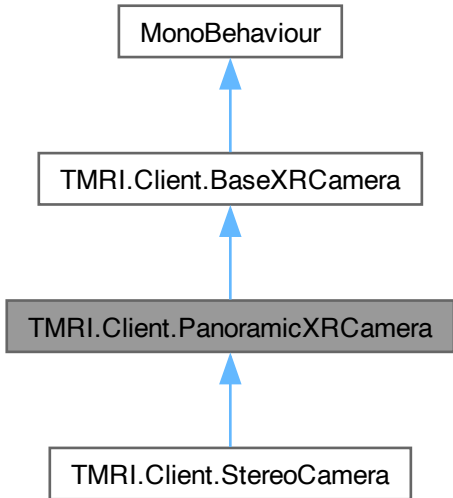 MonoBehaviour
TMRI.Client.BaseXRCamera
TMRI.Client.PanoramicXRCamera
TMRI.Client.StereoCamera